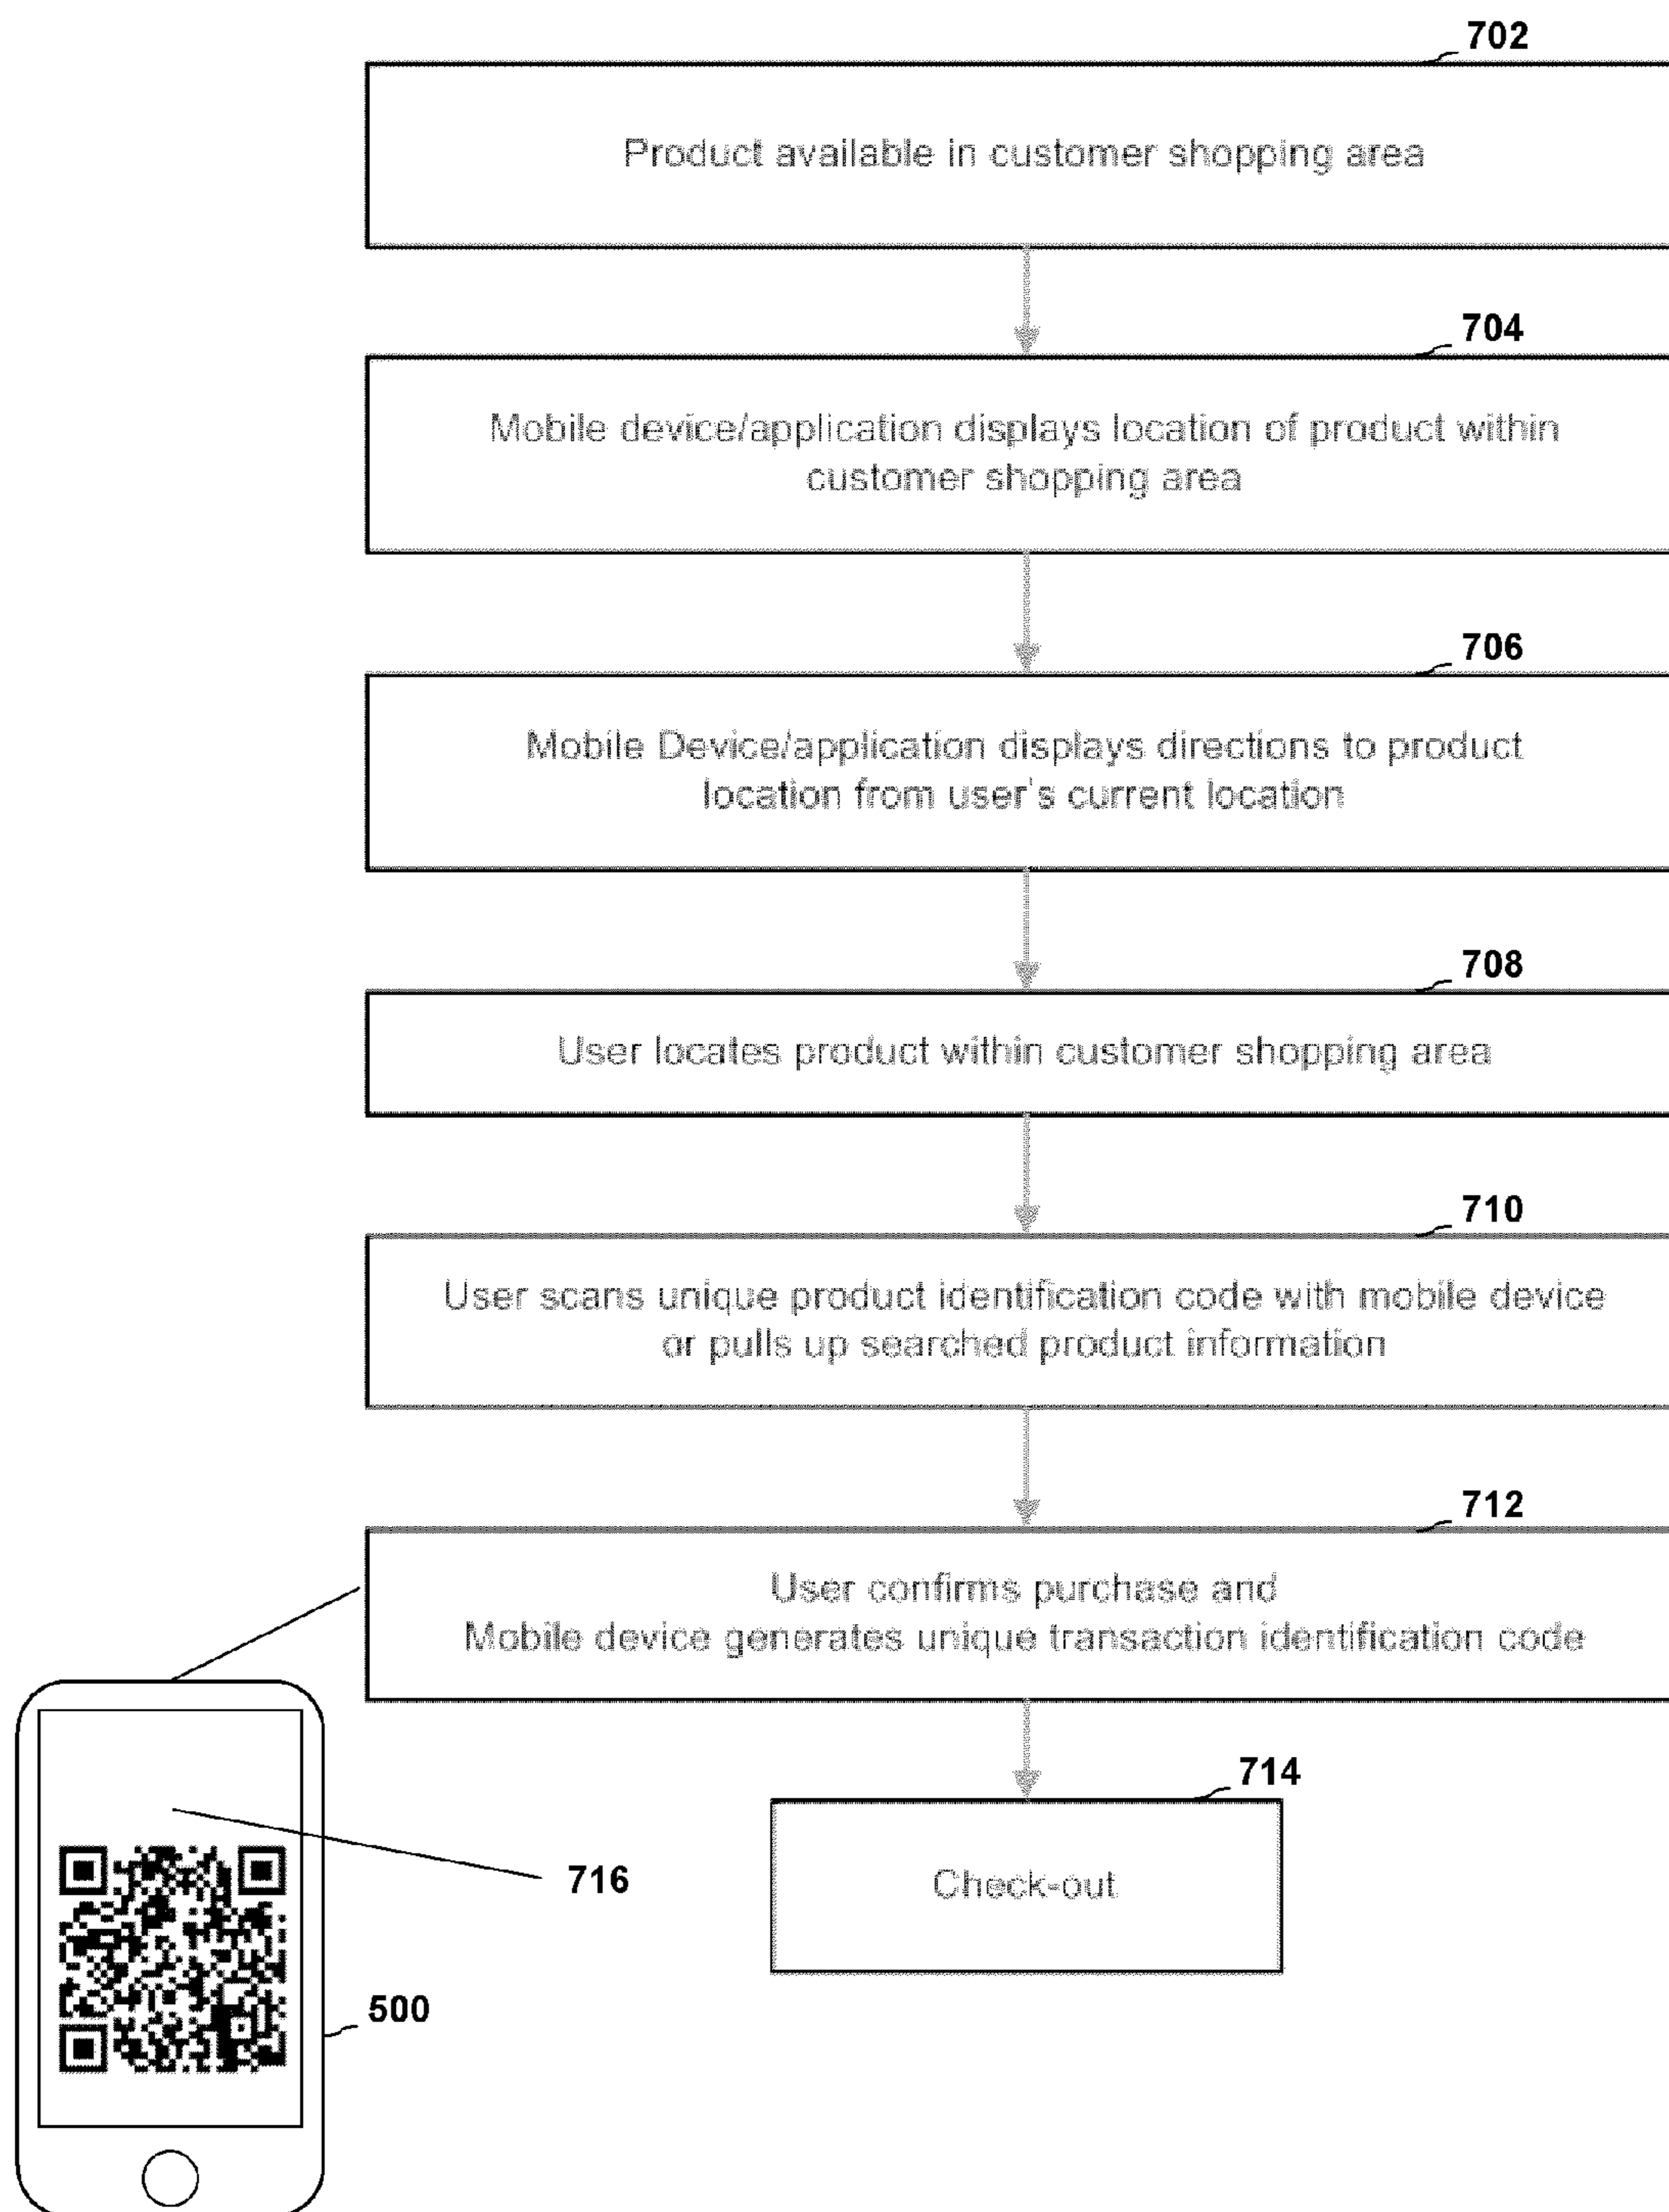 702
Product available in customer shopping area
704
Mobile device/application displays location of product within
customer shopping area
706
Mobile Device/application displays directions to product
location from user's current location
708
User locates product within customer shopping area
710
User scans unique product identification code with mobile device
or pulls up searched product information
712
User confirms purchase and
Mobile device generates unique transaction identification code
714
Check-out
716
500